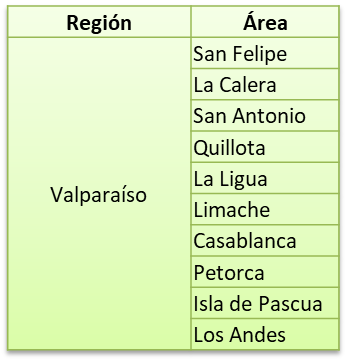 Región Área
San Felipe
La Calera
San Antonio
Quillota
La Ligua
Valparaíso
Limache
Casablanca
Petorca
Isla de Pascua
Los Andes